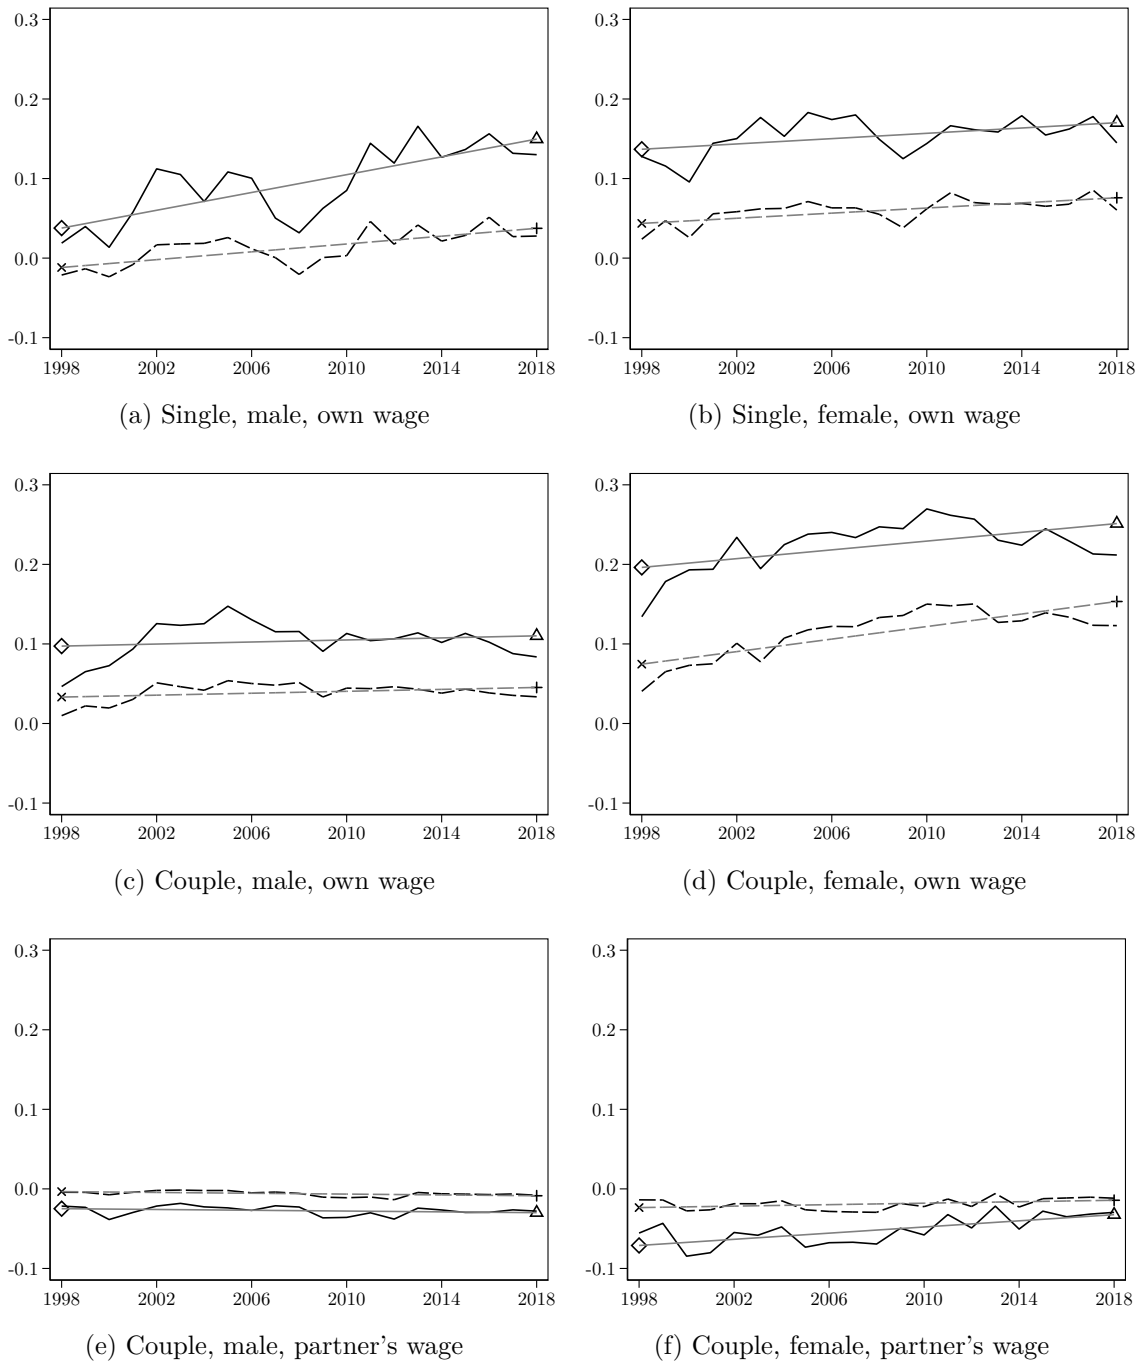 0.3
0.2
0.1
0.0
-0.1
1998 2002 2006 2010 2014 2018
(a) Single, male, own wage
0.3
0.2
0.1
0.0
-0.1
1998 2002 2006 2010 2014 2018
(b) Single, female, own wage
0.3
0.2
0.1
0.0
-0.1
1998 2002 2006 2010 2014 2018
(c) Couple, male, own wage
0.3
0.2
0.1
0.0
-0.1
1998 2002 2006 2010 2014 2018
(d) Couple, female, own wage
0.3
0.2
0.1
0.0
-0.1
1998 2002 2006 2010 2014 2018
(e) Couple, male, partner's wage
0.3
0.2
0.1
0.0
-0.1
1998 2002 2006 2010 2014 2018
(f) Couple, female, partner's wage